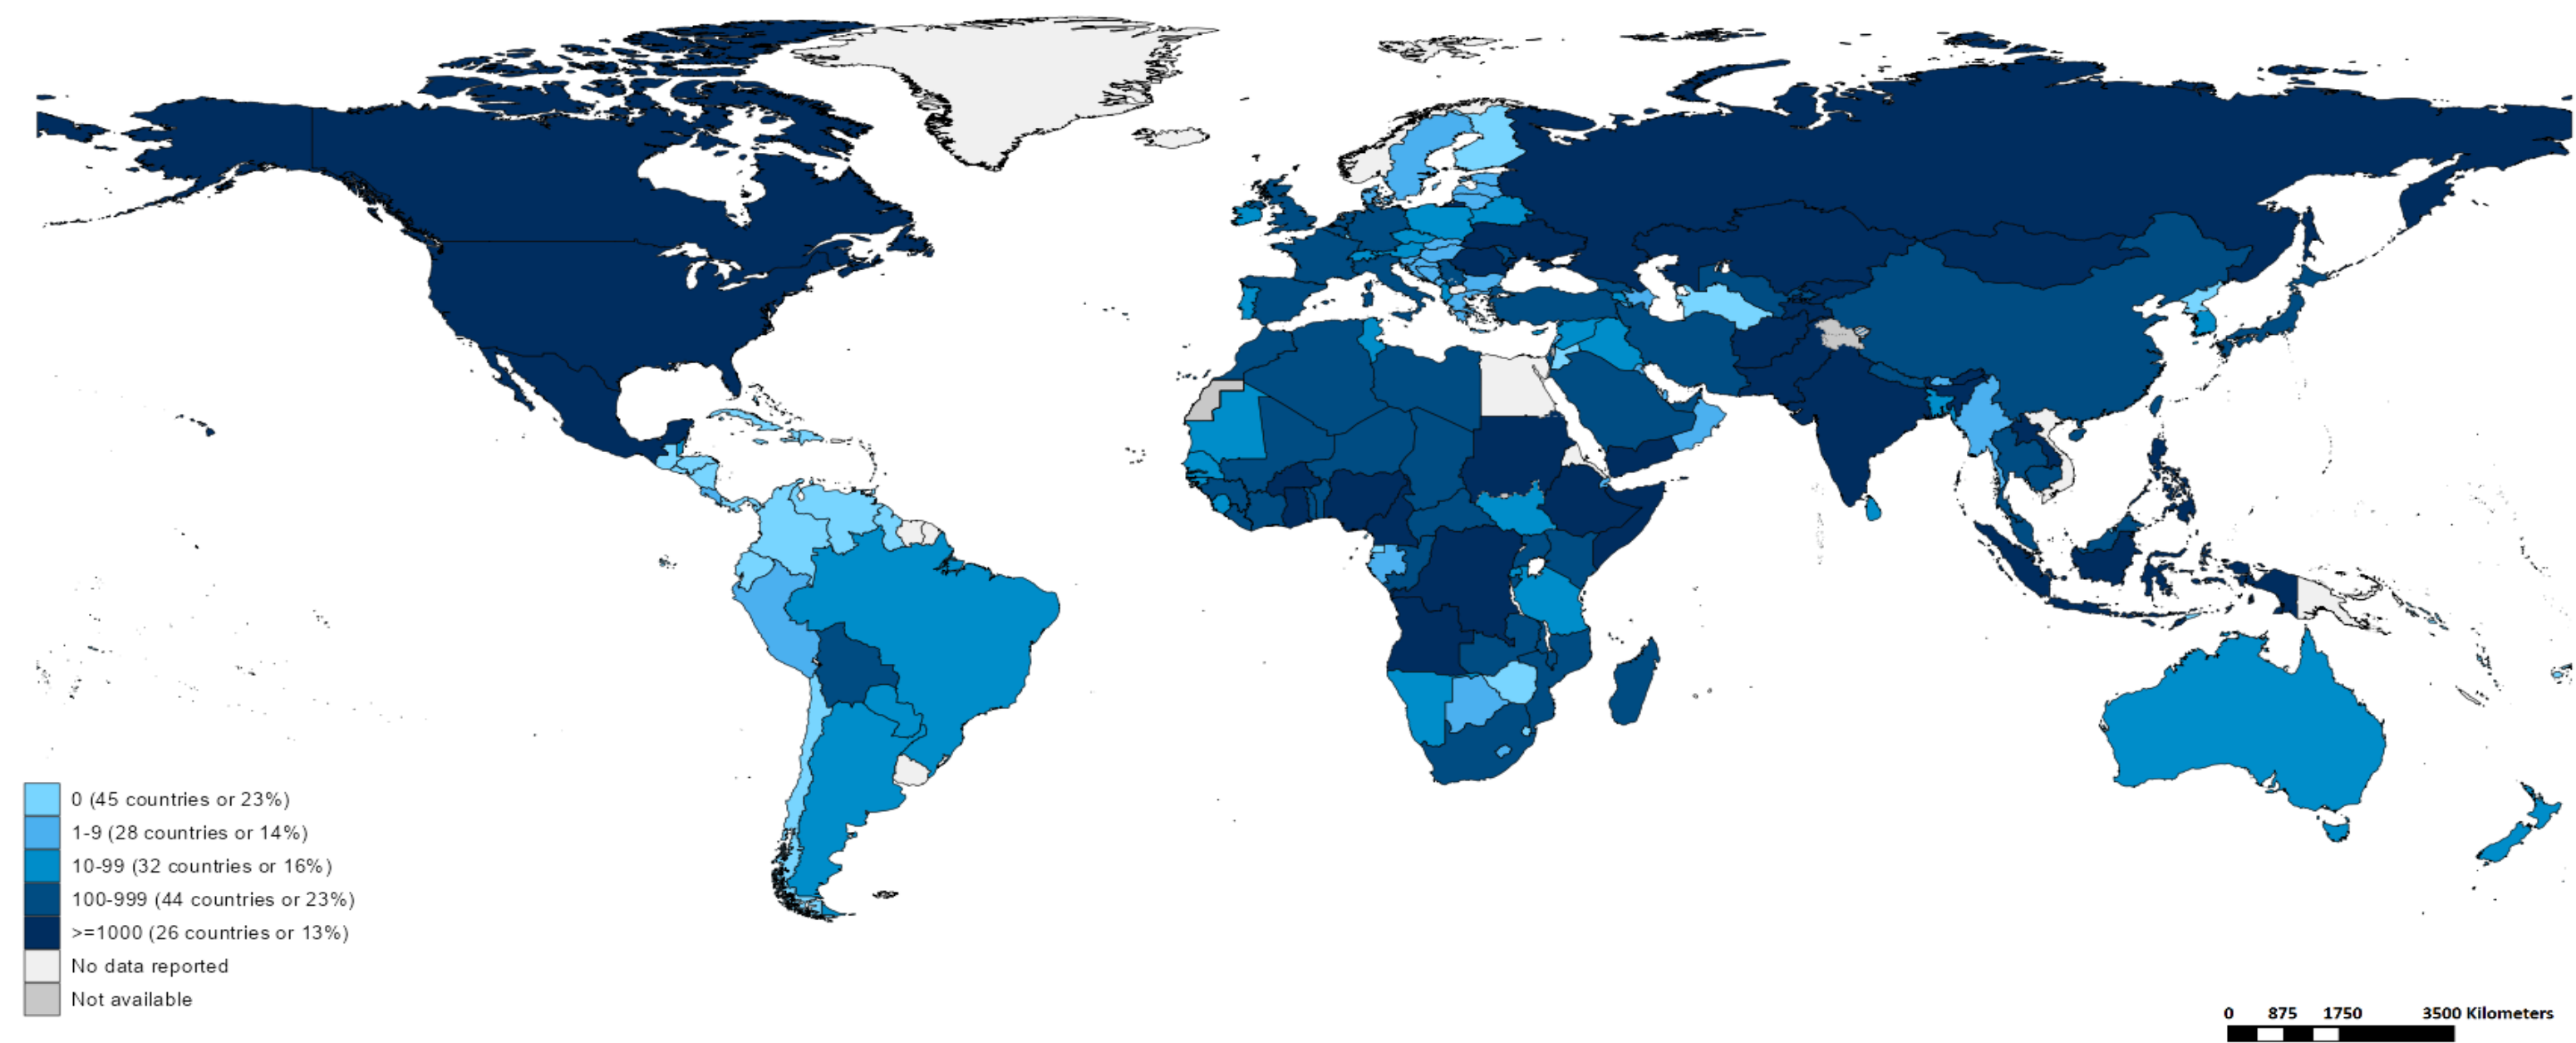 0 (45 countries or 23%)
1-9 (28 countries or 14%)
10-99 (32 countries or 16%)
100-999 (44 countries or 23%)
>=1000 (26 countries or 13%)
No data reported
Not available
0 875 1750 3500 Kilometers